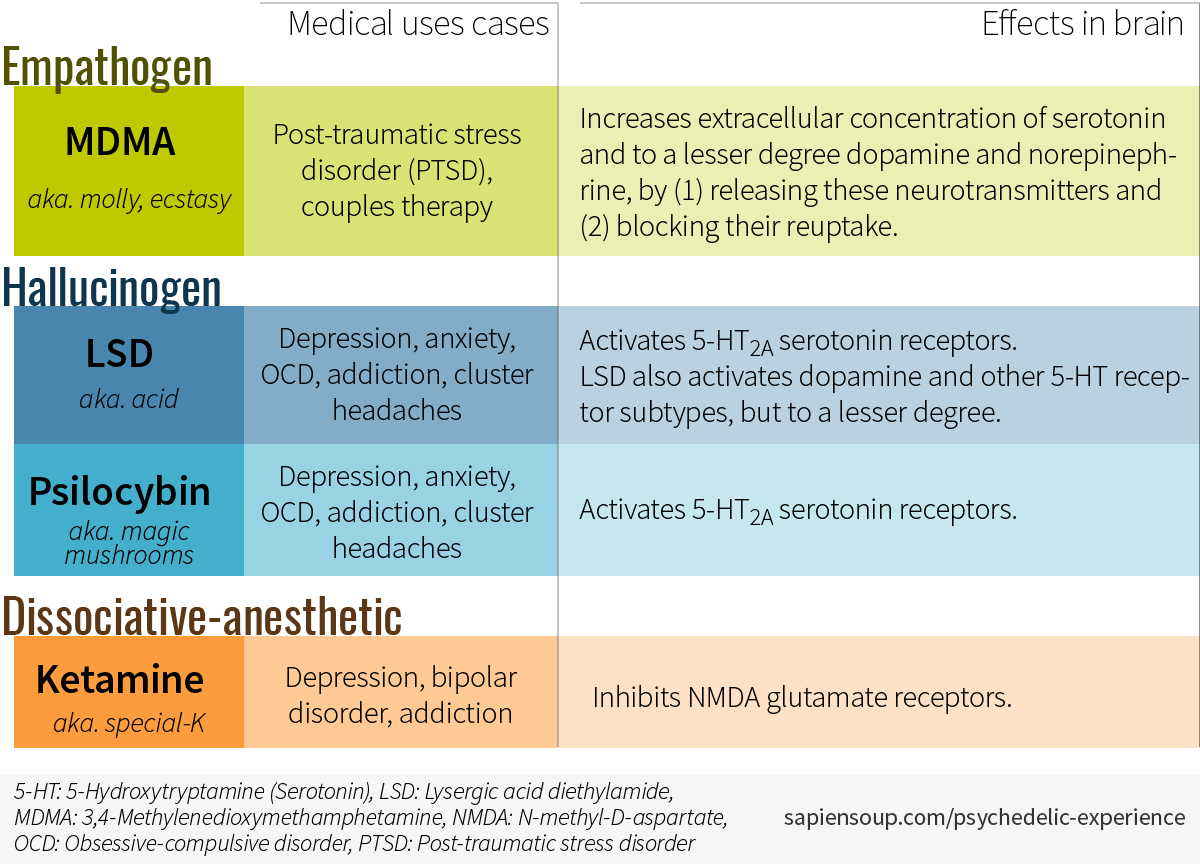 Medical uses cases
Effects in brain
Empathogen
MDMA
aka. molly, ecstasy
Post-traumatic stress
disorder (PTSD),
couples therapy
Increases extracellular concentration of serotonin
and to a lesser degree dopamine and norepineph-
rine, by (1) releasing these neurotransmitters and
(2) blocking their reuptake.
Hallucinogen
LSD
aka. acid
Depression, anxiety,
OCD, addiction, cluster
headaches
Activates 5-HT2A serotonin receptors.
LSD also activates dopamine and other 5-HT recep-
tor subtypes, but to a lesser degree.
Psilocybin
aka. magic
mushrooms
Depression, anxiety,
OCD, addiction, cluster
headaches
Activates 5-HT2A serotonin receptors.
Dissociative-anesthetic
Ketamine
aka. special-K
Depression, bipolar
disorder, addiction
Inhibits NMDA glutamate receptors.
5-HT: 5-Hydroxytryptamine (Serotonin), LSD: Lysergic acid diethylamide,
MDMA: 3,4-Methylenedioxymethamphetamine, NMDA: N-methyl-D-aspartate,
OCD: Obsessive-compulsive disorder, PTSD: Post-traumatic stress disorder
sapiensoup.com/psychedelic-experience